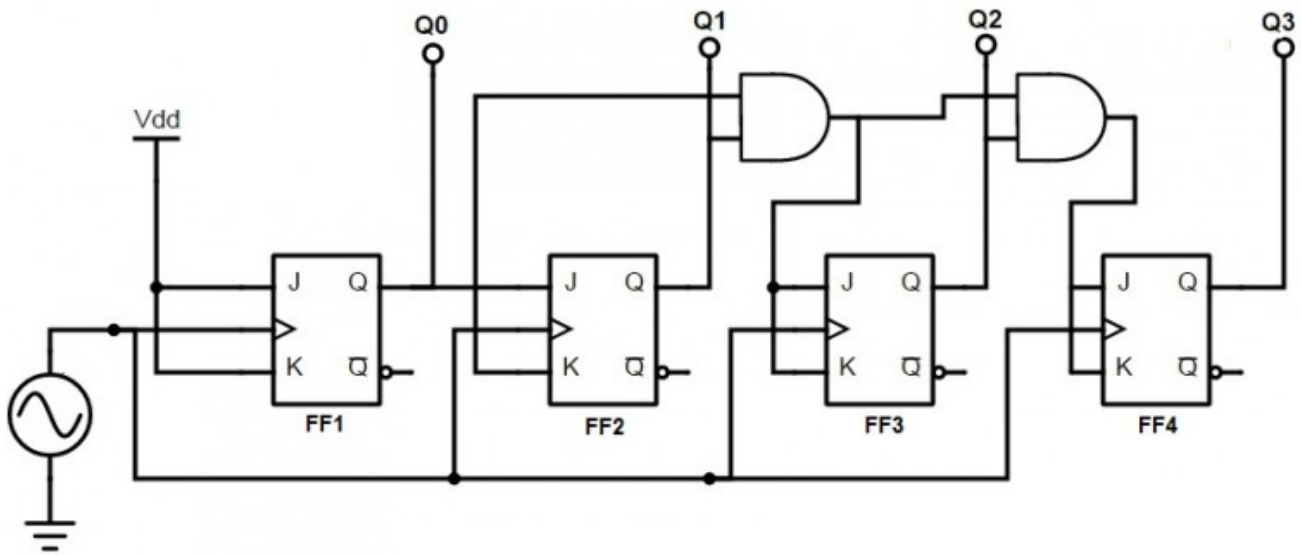 Q0 Q1 Q2 Q3
Vdd
J Q J Q J Q J Q
K Q̅ K Q̅ K Q̅ K Q̅
FF1 FF2 FF3 FF4